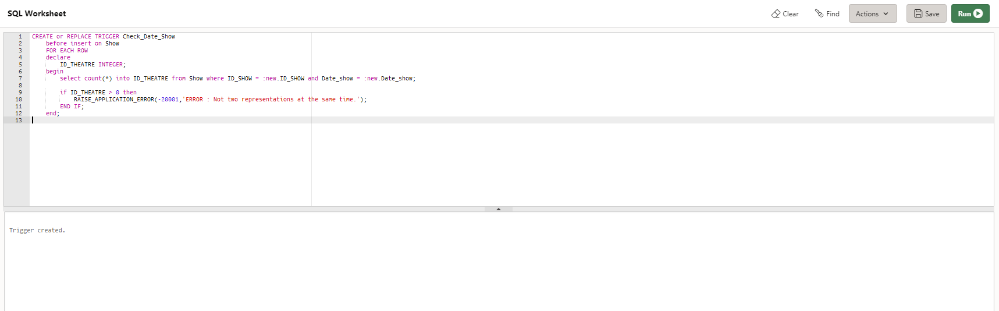 SQL Worksheet
Clear
Find
Actions
Save
Run
1 CREATE or REPLACE TRIGGER Check_Date_Show
2 before insert on Show
3 FOR EACH ROW
4 declare
5 ID_THEATRE INTEGER;
6 begin
7 select count(*) into ID_THEATRE from Show where ID_SHOW = :new.ID_SHOW and Date_show = :new.Date_show;
8
9 if ID_THEATRE > 0 then
10 RAISE_APPLICATION_ERROR(-20001,'ERROR : Not two representations at the same time.');
11 END IF;
12 end;
13
Trigger created.